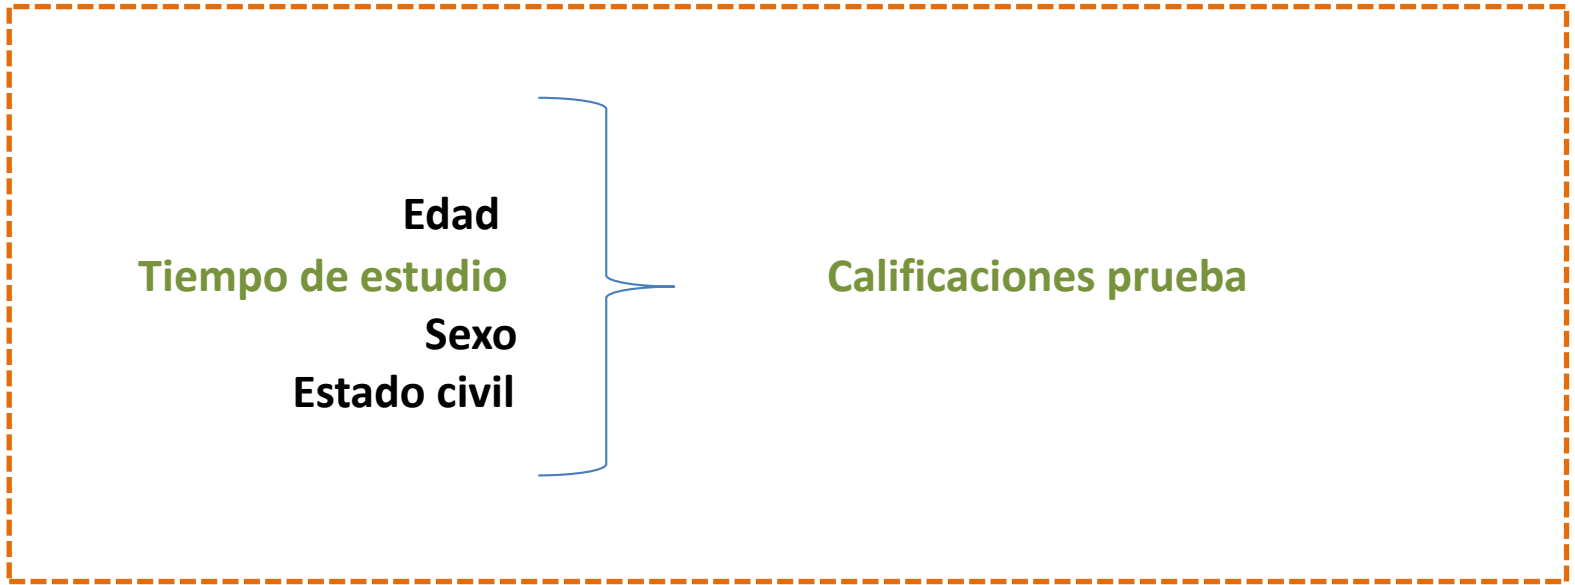 Edad
Tiempo de estudio
Calificaciones prueba
Sexo
Estado civil